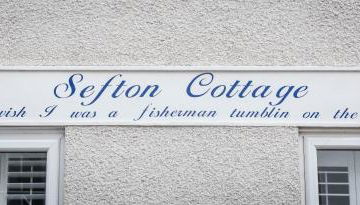 Sefton Cottage
wish I was a fisherman tumblin on the